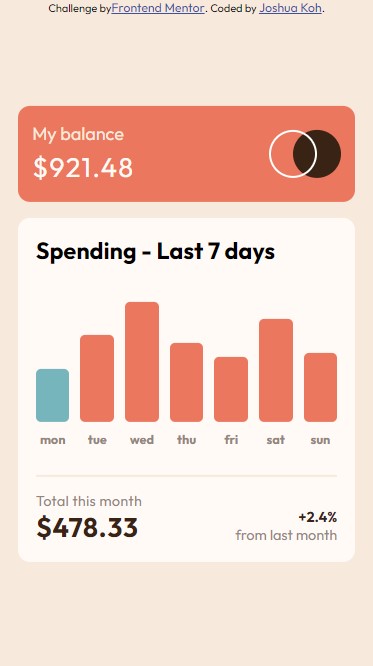 Challenge byFrontend Mentor. Coded by Joshua Koh.
My balance
$921.48
Spending - Last 7 days
mon tue wed thu fri sat sun
Total this month
$478.33
+2.4%
from last month